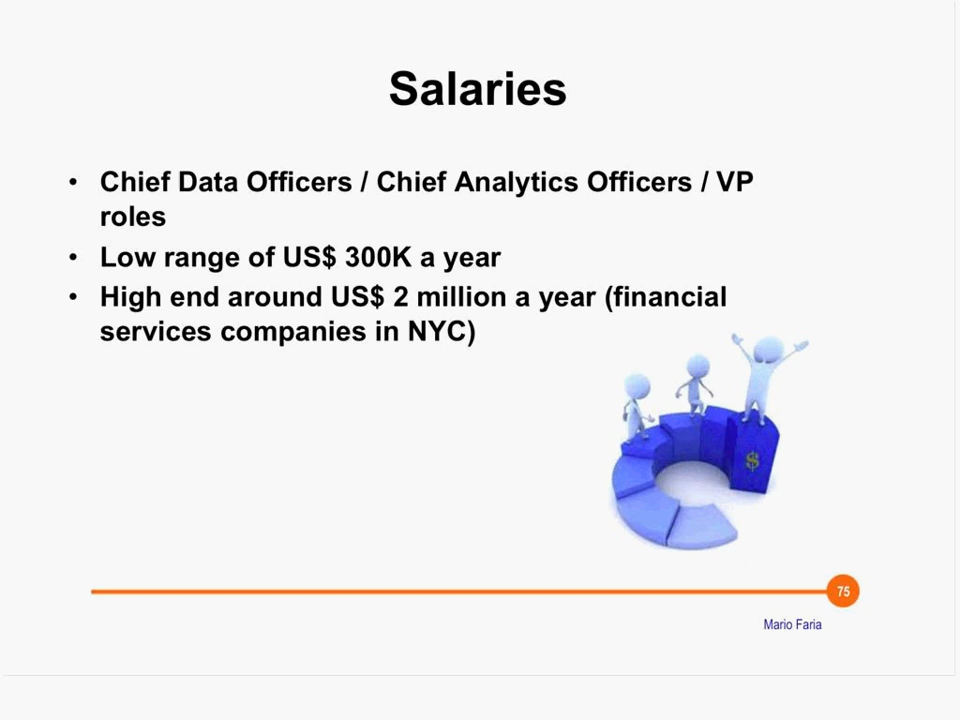 Salaries
• Chief Data Officers / Chief Analytics Officers / VP
roles
• Low range of US$ 300K a year
• High end around US$ 2 million a year (financial
services companies in NYC)
$
75
Mario Faria